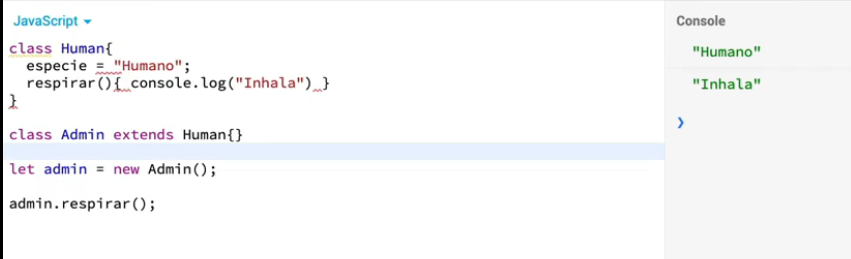 JavaScript
class Human{
especie = "Humano";
respirar(){ console.log("Inhala") }
}
class Admin extends Human{}
let admin = new Admin();
admin.respirar();
Console
"Humano"
"Inhala"